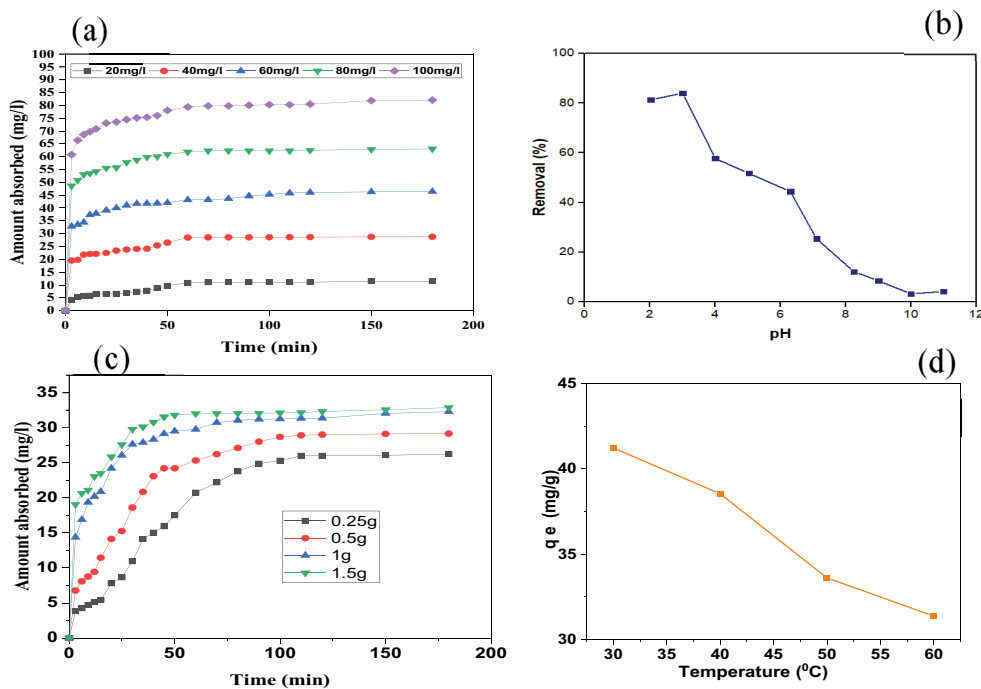 (a)
100
95
90
85
80
75
70
65
60
55
50
45
40
35
30
25
20
15
10
5
0
Amount absorbed (mg/l)
20mg/l 40mg/l 60mg/l 80mg/l 100mg/l
0 50 100 150 200
Time (min)
(b)
100
80
60
40
20
0
Removal (%)
0 2 4 6 8 10 12
pH
(c)
35
30
25
20
15
10
5
0
Amount absorbed (mg/l)
0.25g
0.5g
1g
1.5g
0 50 100 150 200
Time (min)
(d)
45
40
35
30
q e (mg/g)
30 35 40 45 50 55 60
Temperature (⁰C)